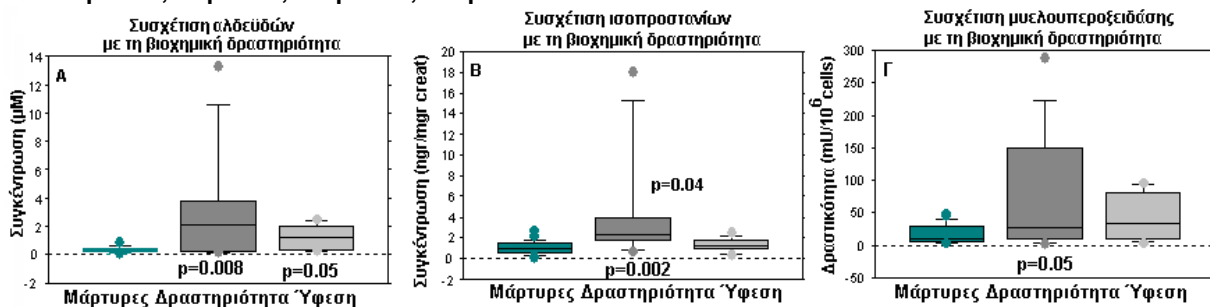 Συσχέτιση αλδεϋδών
με τη βιοχημική δραστηριότητα
Α
Συγκέντρωση (μΜ)
14
12
10
8
6
4
2
0
-2
p=0.008
p=0.05
Μάρτυρες Δραστηριότητα Ύφεση
Συσχέτιση ισοπροστανίων
με τη βιοχημική δραστηριότητα
Β
Συγκέντρωση (ngr/mgr creat)
20
18
16
14
12
10
8
6
4
2
0
-2
p=0.04
p=0.002
Μάρτυρες Δραστηριότητα Ύφεση
Συσχέτιση μυελουπεροξειδάσης
με τη βιοχημική δραστηριότητα
Γ
Δραστικότητα (mU/10⁶cells)
300
250
200
150
100
50
0
-50
p=0.05
Μάρτυρες Δραστηριότητα Ύφεση